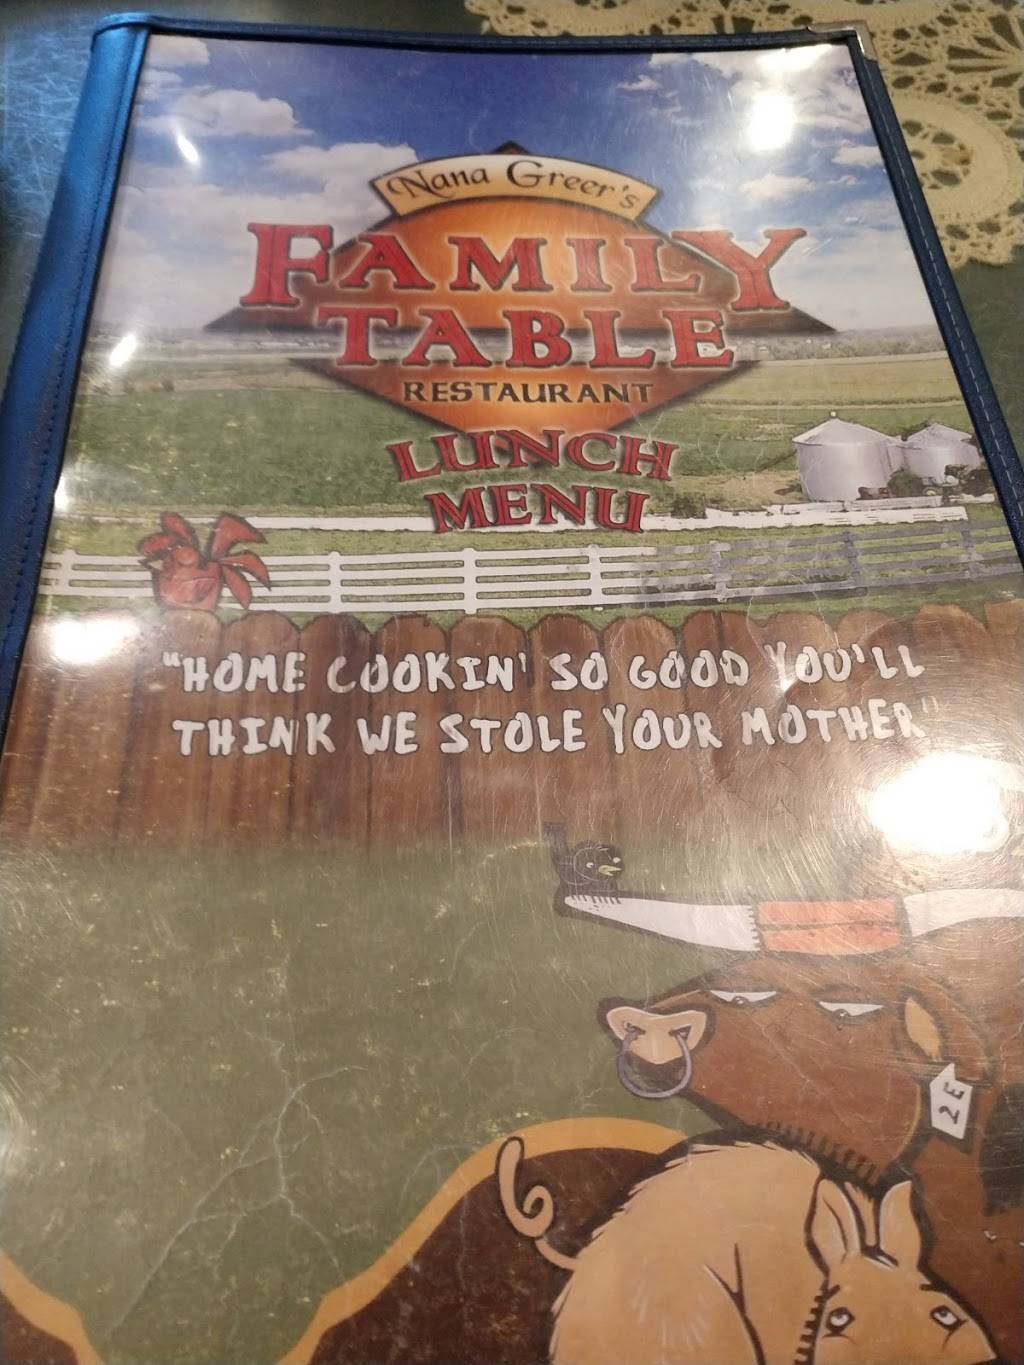 Nana Greer's
FAMILY
TABLE
RESTAURANT
LUNCH
MENU
"HOME COOKIN' SO GOOD YOU'LL
THINK WE STOLE YOUR MOTHER"
2E